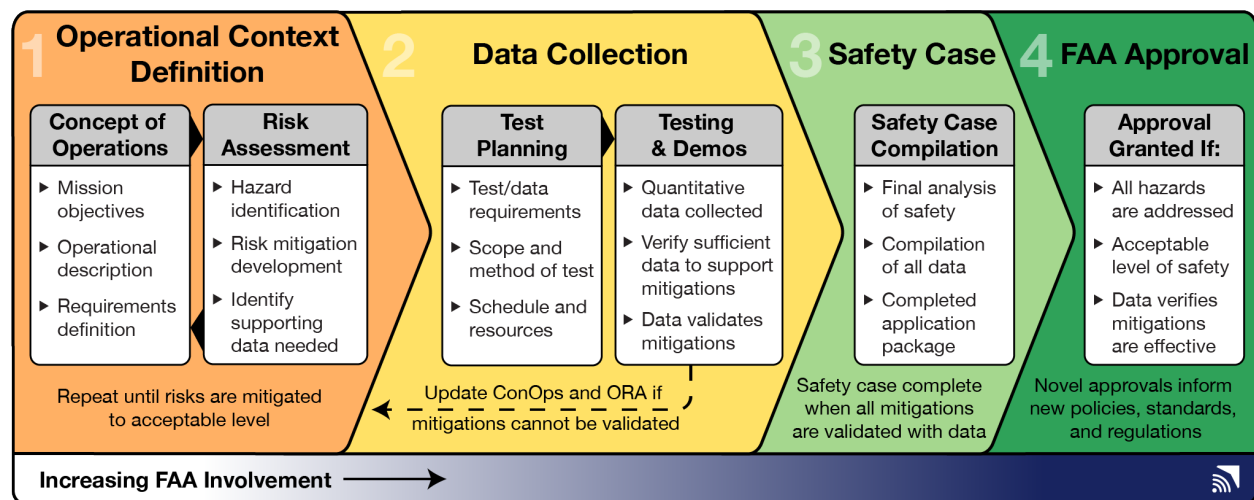 1
Operational Context
Definition
Concept of
Operations
Mission
objectives
Operational
description
Requirements
definition
Risk
Assessment
Hazard
identification
Risk mitigation
development
Identify
supporting
data needed
Repeat until risks are mitigated
to acceptable level
2
Data Collection
Test
Planning
Test/data
requirements
Scope and
method of test
Schedule and
resources
Testing
& Demos
Quantitative
data collected
Verify sufficient
data to support
mitigations
Data validates
mitigations
Update ConOps and ORA if
mitigations cannot be validated
3
Safety Case
Safety Case
Compilation
Final analysis
of safety
Compilation
of all data
Completed
application
package
Safety case complete
when all mitigations
are validated with data
4
FAA Approval
Approval
Granted If:
All hazards
are addressed
Acceptable
level of safety
Data verifies
mitigations
are effective
Novel approvals inform
new policies, standards,
and regulations
Increasing FAA Involvement